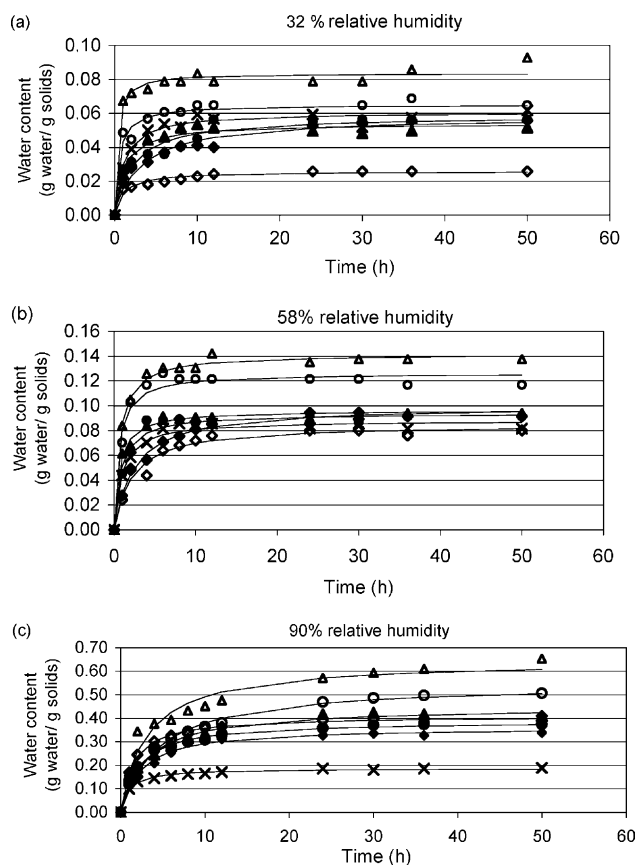 (a)
32 % relative humidity
Water content
(g water/ g solids)
0.10
0.08
0.06
0.04
0.02
0.00
0 10 20 30 40 50 60
Time (h)
(b)
58% relative humidity
Water content
(g water/ g solids)
0.16
0.14
0.12
0.10
0.08
0.06
0.04
0.02
0.00
0 10 20 30 40 50 60
Time (h)
(c)
90% relative humidity
Water content
(g water/ g solids)
0.70
0.60
0.50
0.40
0.30
0.20
0.10
0.00
0 10 20 30 40 50 60
Time (h)